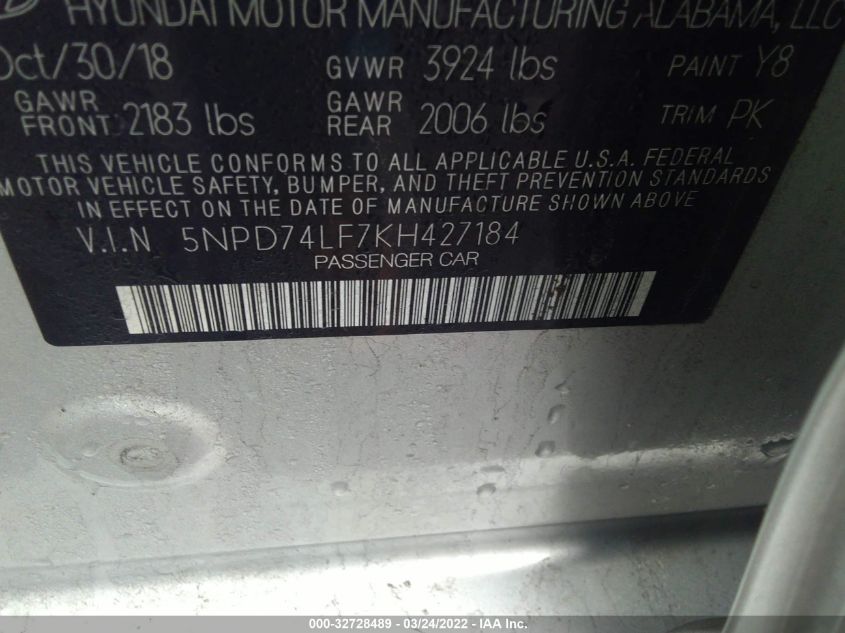 HYUNDAI MOTOR MANUFACTURING ALABAMA, LLC
Oct/30/18 GVWR 3924 lbs PAINT Y8
GAWR FRONT 2183 lbs GAWR REAR 2006 lbs TRIM PK
THIS VEHICLE CONFORMS TO ALL APPLICABLE U.S.A. FEDERAL
MOTOR VEHICLE SAFETY, BUMPER, AND THEFT PREVENTION STANDARDS
IN EFFECT ON THE DATE OF MANUFACTURE SHOWN ABOVE
V.I.N 5NPD74LF7KH427184
PASSENGER CAR
000-32728489 - 03/24/2022 - IAA Inc.